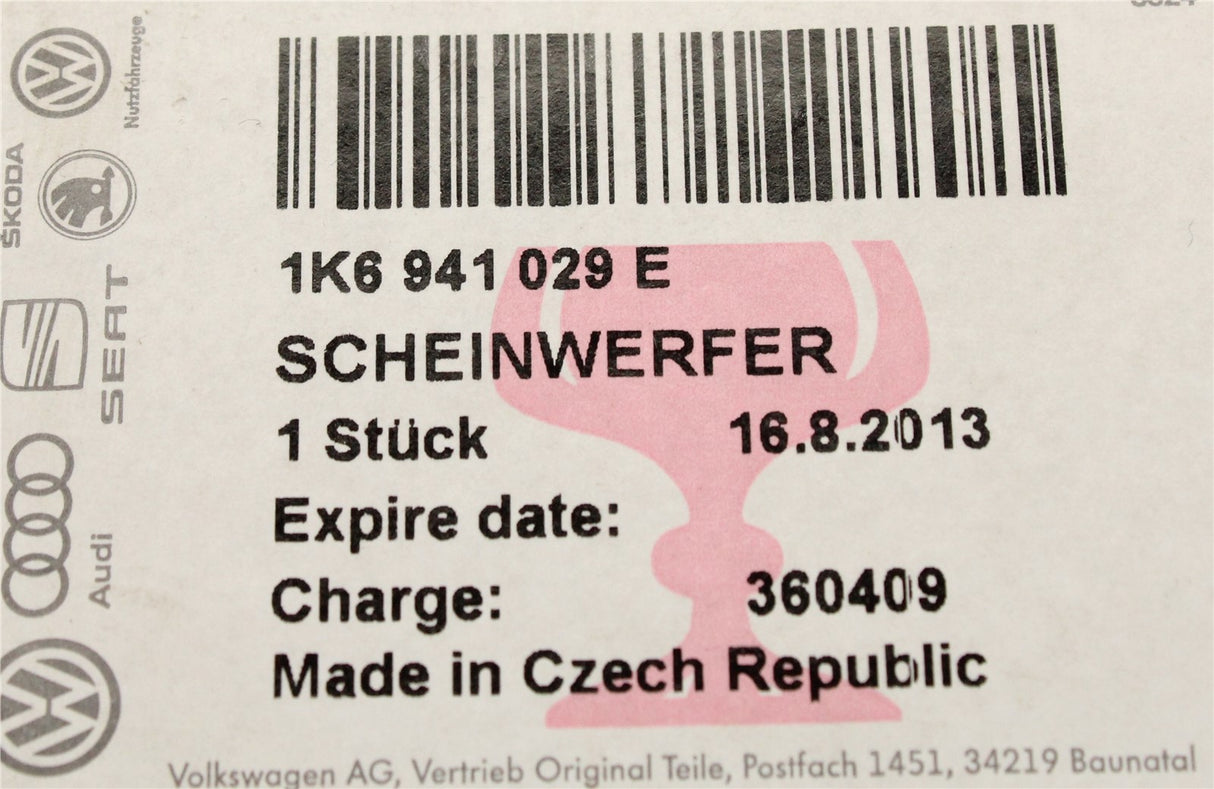 Nutzfahrzeuge
ŠKODA
SEAT
Audi
1K6 941 029 E
SCHEINWERFER
1 Stück 16.8.2013
Expire date:
Charge: 360409
Made in Czech Republic
Volkswagen AG, Vertrieb Original Teile, Postfach 1451, 34219 Baunatal